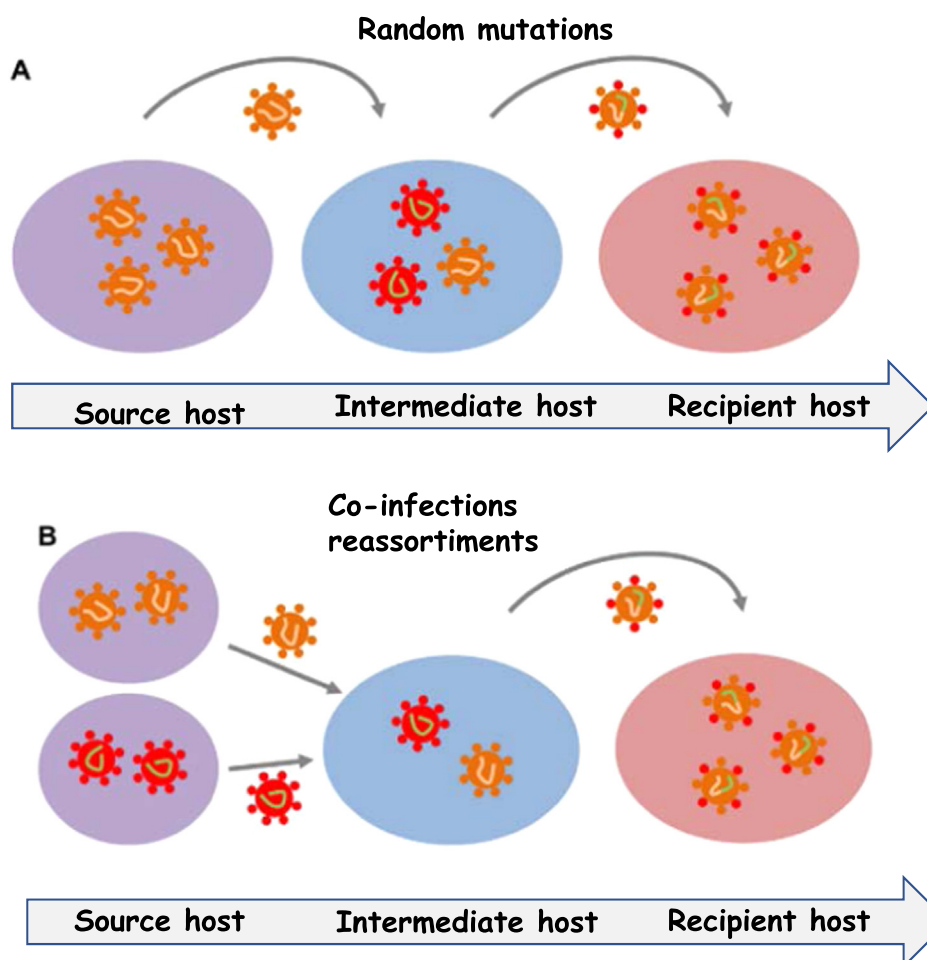 Random mutations
A
Source host
Intermediate host
Recipient host
Co-infections
reassortiments
B
Source host
Intermediate host
Recipient host